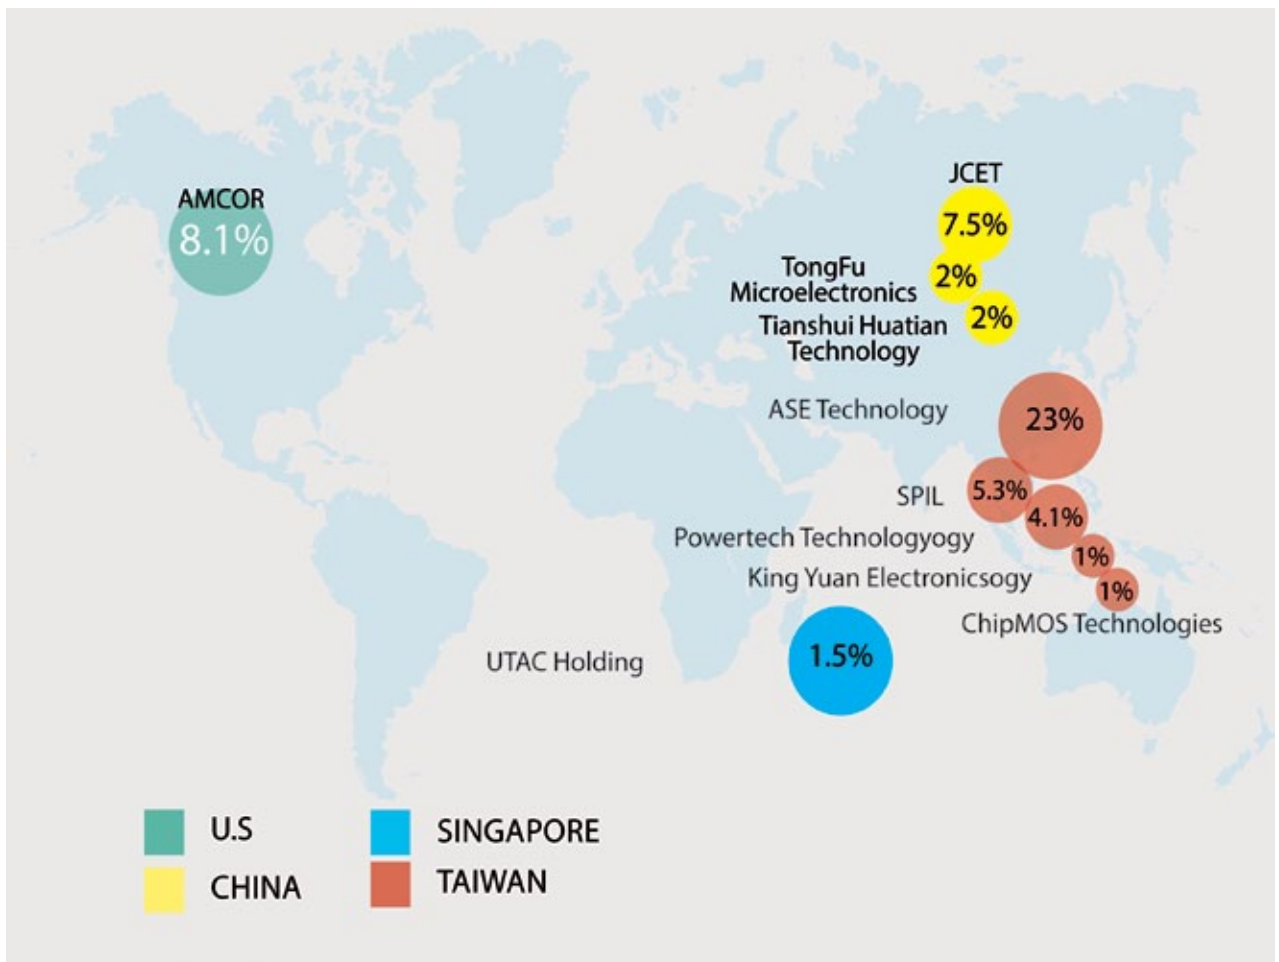 AMCOR
8.1%
JCET
7.5%
TongFu
Microelectronics
2%
Tianshui Huatian
Technology
2%
ASE Technology
23%
SPIL
5.3%
Powertech Technologyogy
4.1%
King Yuan Electronicsogy
1%
ChipMOS Technologies
1%
UTAC Holding
1.5%
U.S
SINGAPORE
CHINA
TAIWAN